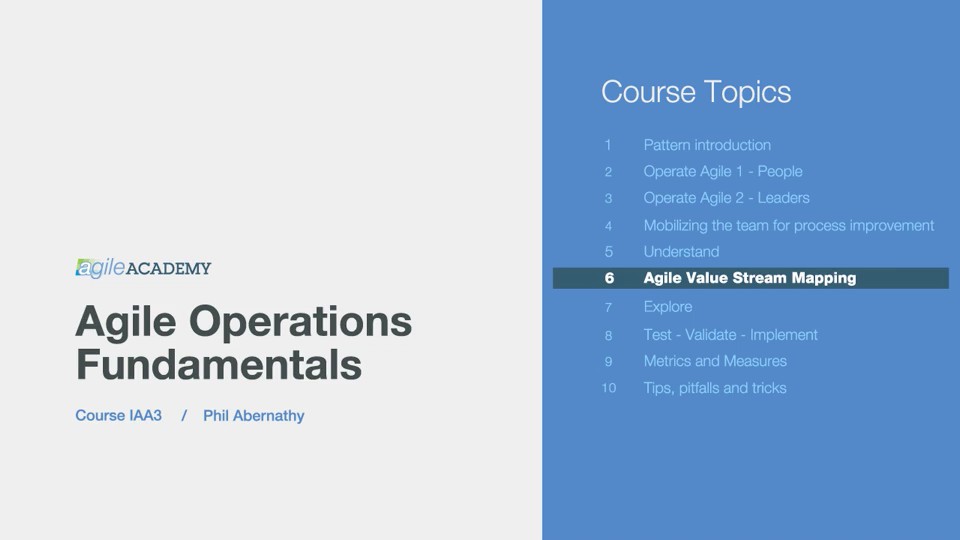 agileACADEMY
Agile Operations
Fundamentals
Course IAA3 / Phil Abernathy
Course Topics
1 Pattern introduction
2 Operate Agile 1 - People
3 Operate Agile 2 - Leaders
4 Mobilizing the team for process improvement
5 Understand
6 Agile Value Stream Mapping
7 Explore
8 Test - Validate - Implement
9 Metrics and Measures
10 Tips, pitfalls and tricks